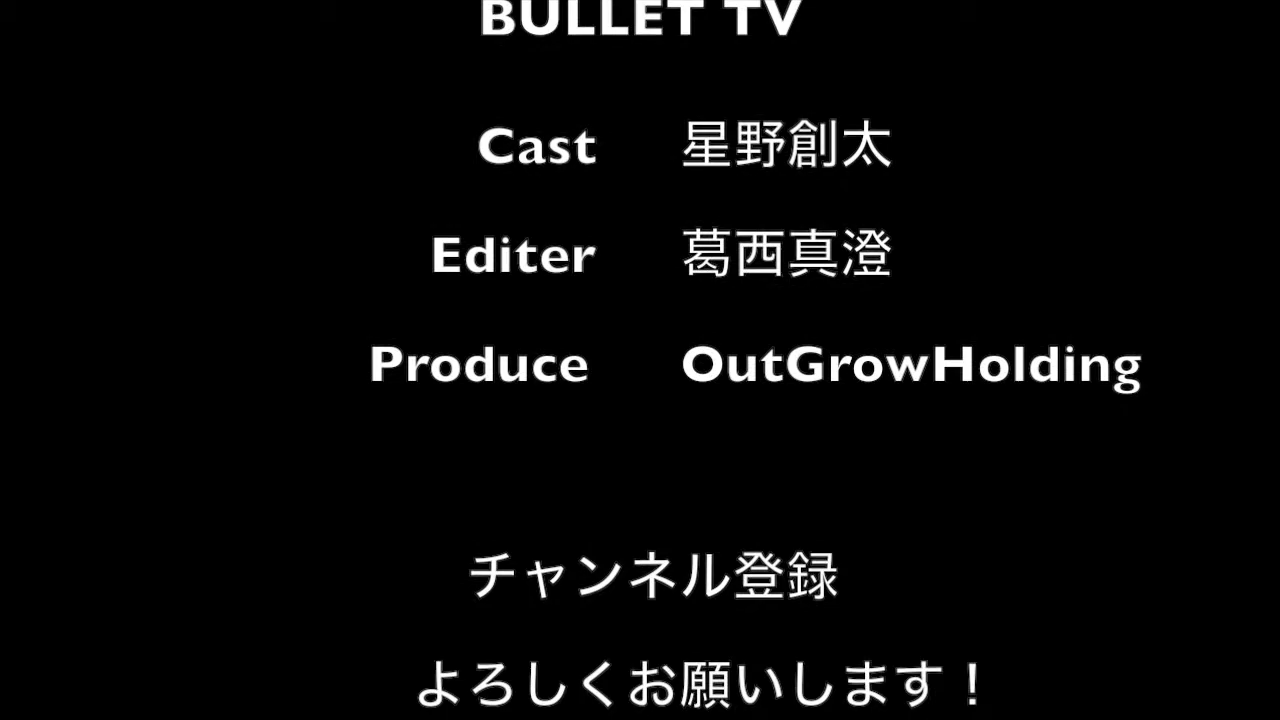 BULLET TV
Cast 星野創太
Editer 葛西真澄
Produce OutGrowHolding
チャンネル登録
よろしくお願いします！